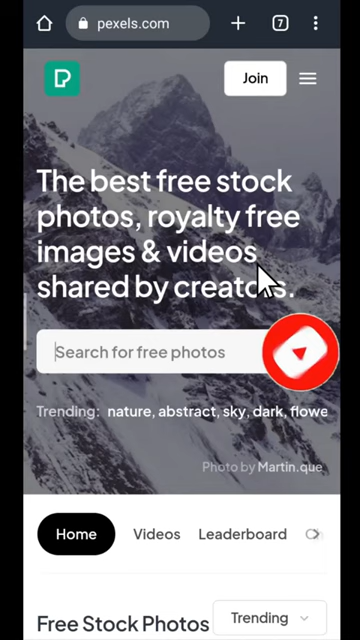 pexels.com
7
Join
The best free stock
photos, royalty free
images & videos
shared by creators.
Search for free photos
Trending: nature, abstract, sky, dark, flowe
Photo by Martin.que
Home Videos Leaderboard
Free Stock Photos Trending